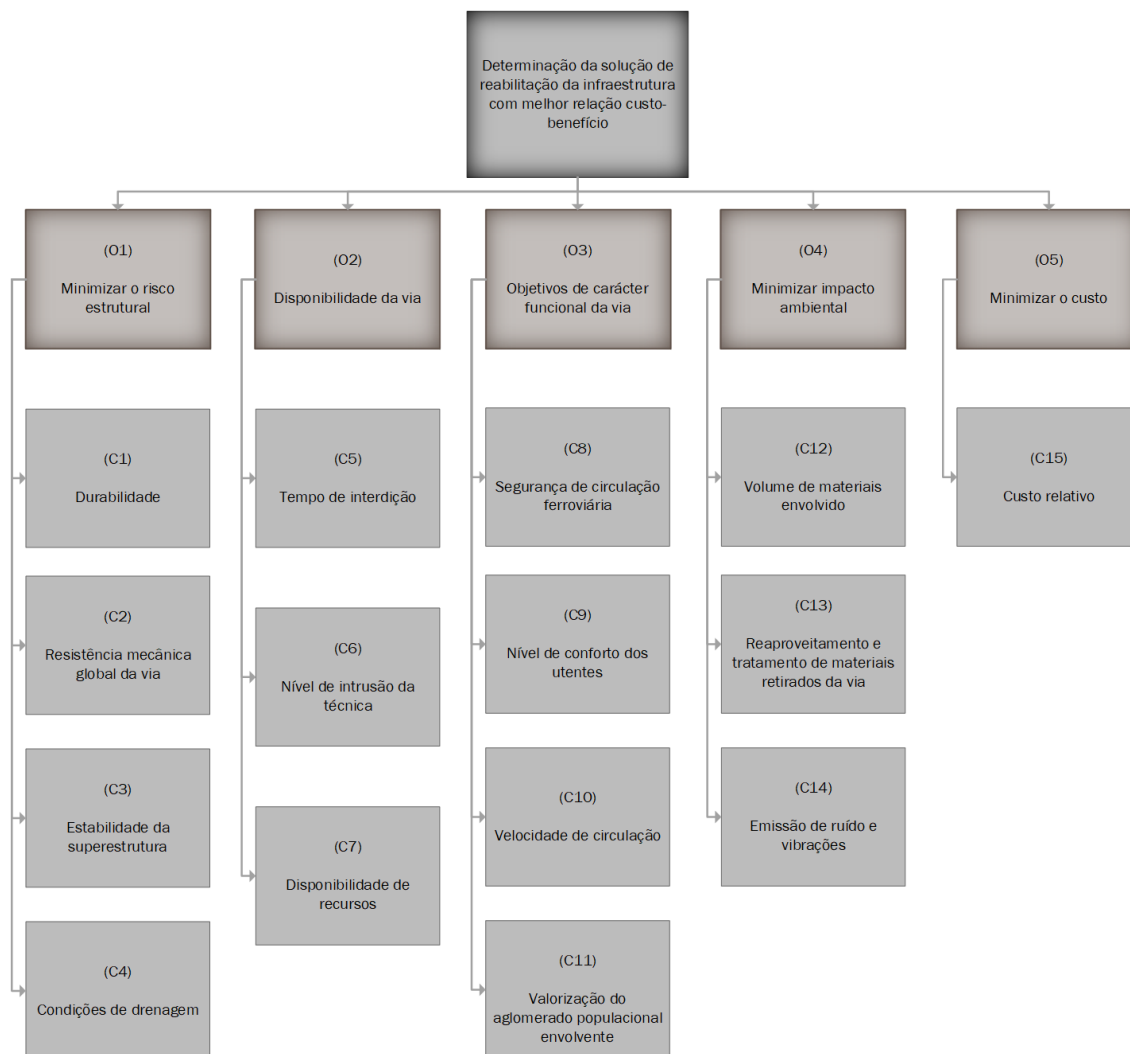 Determinação da solução de
reabilitação da infraestrutura
com melhor relação custo-
benefício
(O1)
Minimizar o risco
estrutural
(O2)
Disponibilidade da via
(O3)
Objetivos de carácter
funcional da via
(O4)
Minimizar impacto
ambiental
(O5)
Minimizar o custo
(C1)
Durabilidade
(C2)
Resistência mecânica
global da via
(C3)
Estabilidade da
superestrutura
(C4)
Condições de drenagem
(C5)
Tempo de interdição
(C6)
Nível de intrusão da
técnica
(C7)
Disponibilidade de
recursos
(C8)
Segurança de circulação
ferroviária
(C9)
Nível de conforto dos
utentes
(C10)
Velocidade de circulação
(C11)
Valorização do
aglomerado populacional
envolvente
(C12)
Volume de materiais
envolvido
(C13)
Reaproveitamento e
tratamento de materiais
retirados da via
(C14)
Emissão de ruído e
vibrações
(C15)
Custo relativo